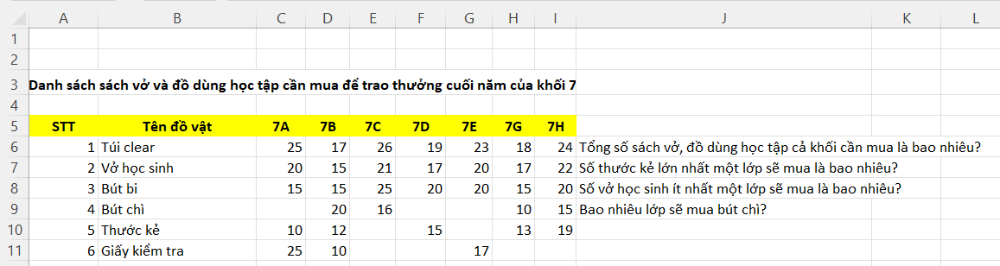 A B C D E F G H I J K L
1
2
3 Danh sách sách vở và đồ dùng học tập cần mua để trao thưởng cuối năm của khối 7
4
5 STT Tên đồ vật 7A 7B 7C 7D 7E 7G 7H
6 1 Túi clear 25 17 26 19 23 18 24 Tổng số sách vở, đồ dùng học tập cả khối cần mua là bao nhiêu?
7 2 Vở học sinh 20 15 21 17 20 17 22 Số thước kẻ lớn nhất một lớp sẽ mua là bao nhiêu?
8 3 Bút bi 15 15 25 20 20 15 20 Số vở học sinh ít nhất một lớp sẽ mua là bao nhiêu?
9 4 Bút chì 20 16 10 15 Bao nhiêu lớp sẽ mua bút chì?
10 5 Thước kẻ 10 12 15 13 19
11 6 Giấy kiểm tra 25 10 17